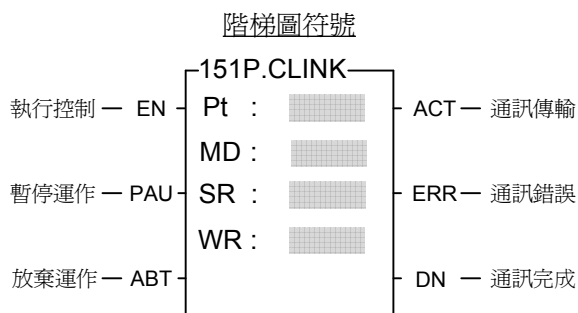 階梯圖符號
151P.CLINK
執行控制 EN Pt : ACT 通訊傳輸
MD :
暫停運作 PAU SR : ERR 通訊錯誤
WR :
放棄運作 ABT DN 通訊完成